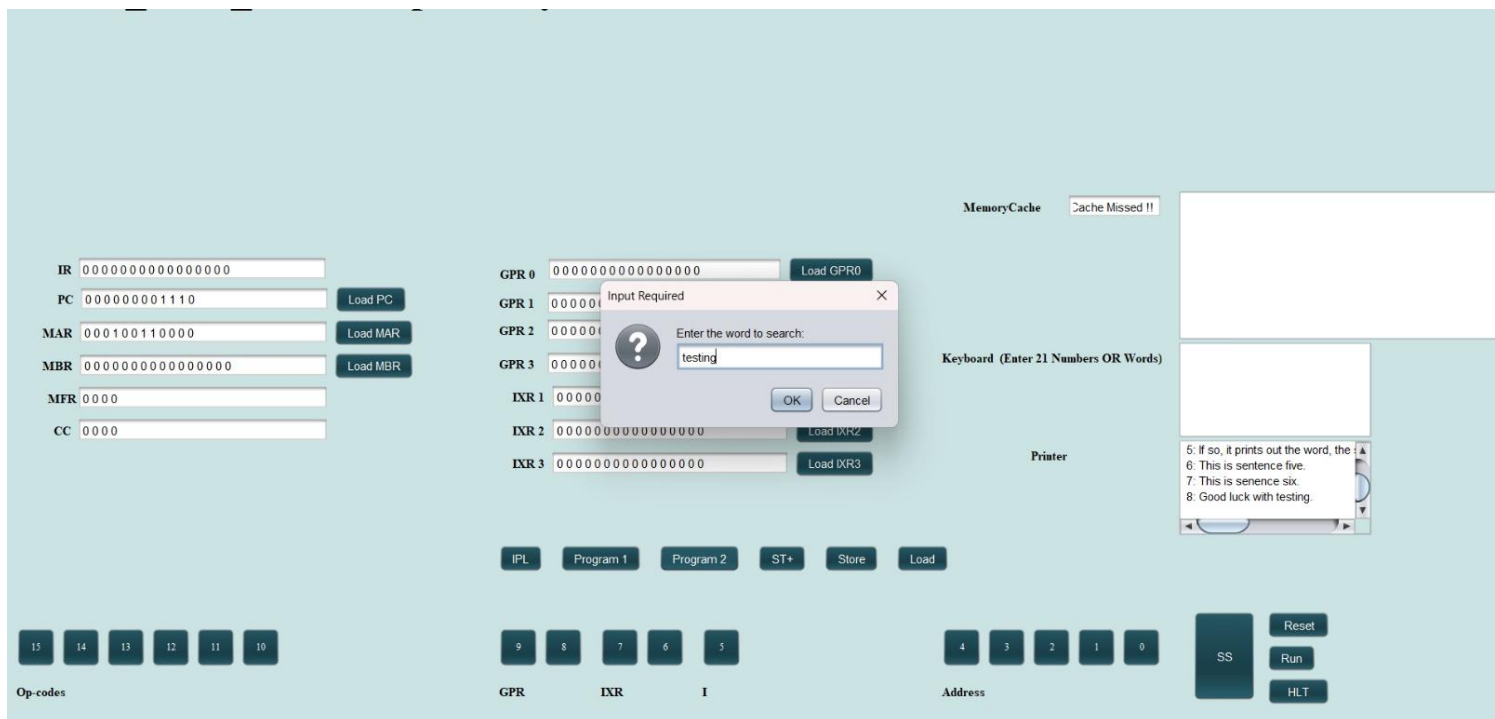 MemoryCache Cache Missed !!
IR 0000000000000000
PC 000000001110 Load PC
MAR 000100110000 Load MAR
MBR 0000000000000000 Load MBR
MFR 0000
CC 0000
GPR 0 0000000000000000 Load GPR0
GPR 1 00000
GPR 2 00000
GPR 3 00000
IXR 1 00000
IXR 2 0000000000000000 Load IXR2
IXR 3 0000000000000000 Load IXR3
Input Required
Enter the word to search:
testing
OK Cancel
Keyboard (Enter 21 Numbers OR Words)
Printer
5: If so, it prints out the word, the
6: This is sentence five.
7: This is senence six.
8: Good luck with testing.
IPL Program 1 Program 2 ST+ Store Load
15 14 13 12 11 10
Op-codes
9 8 7 6 5
GPR IXR I
4 3 2 1 0
Address
SS
Reset
Run
HLT